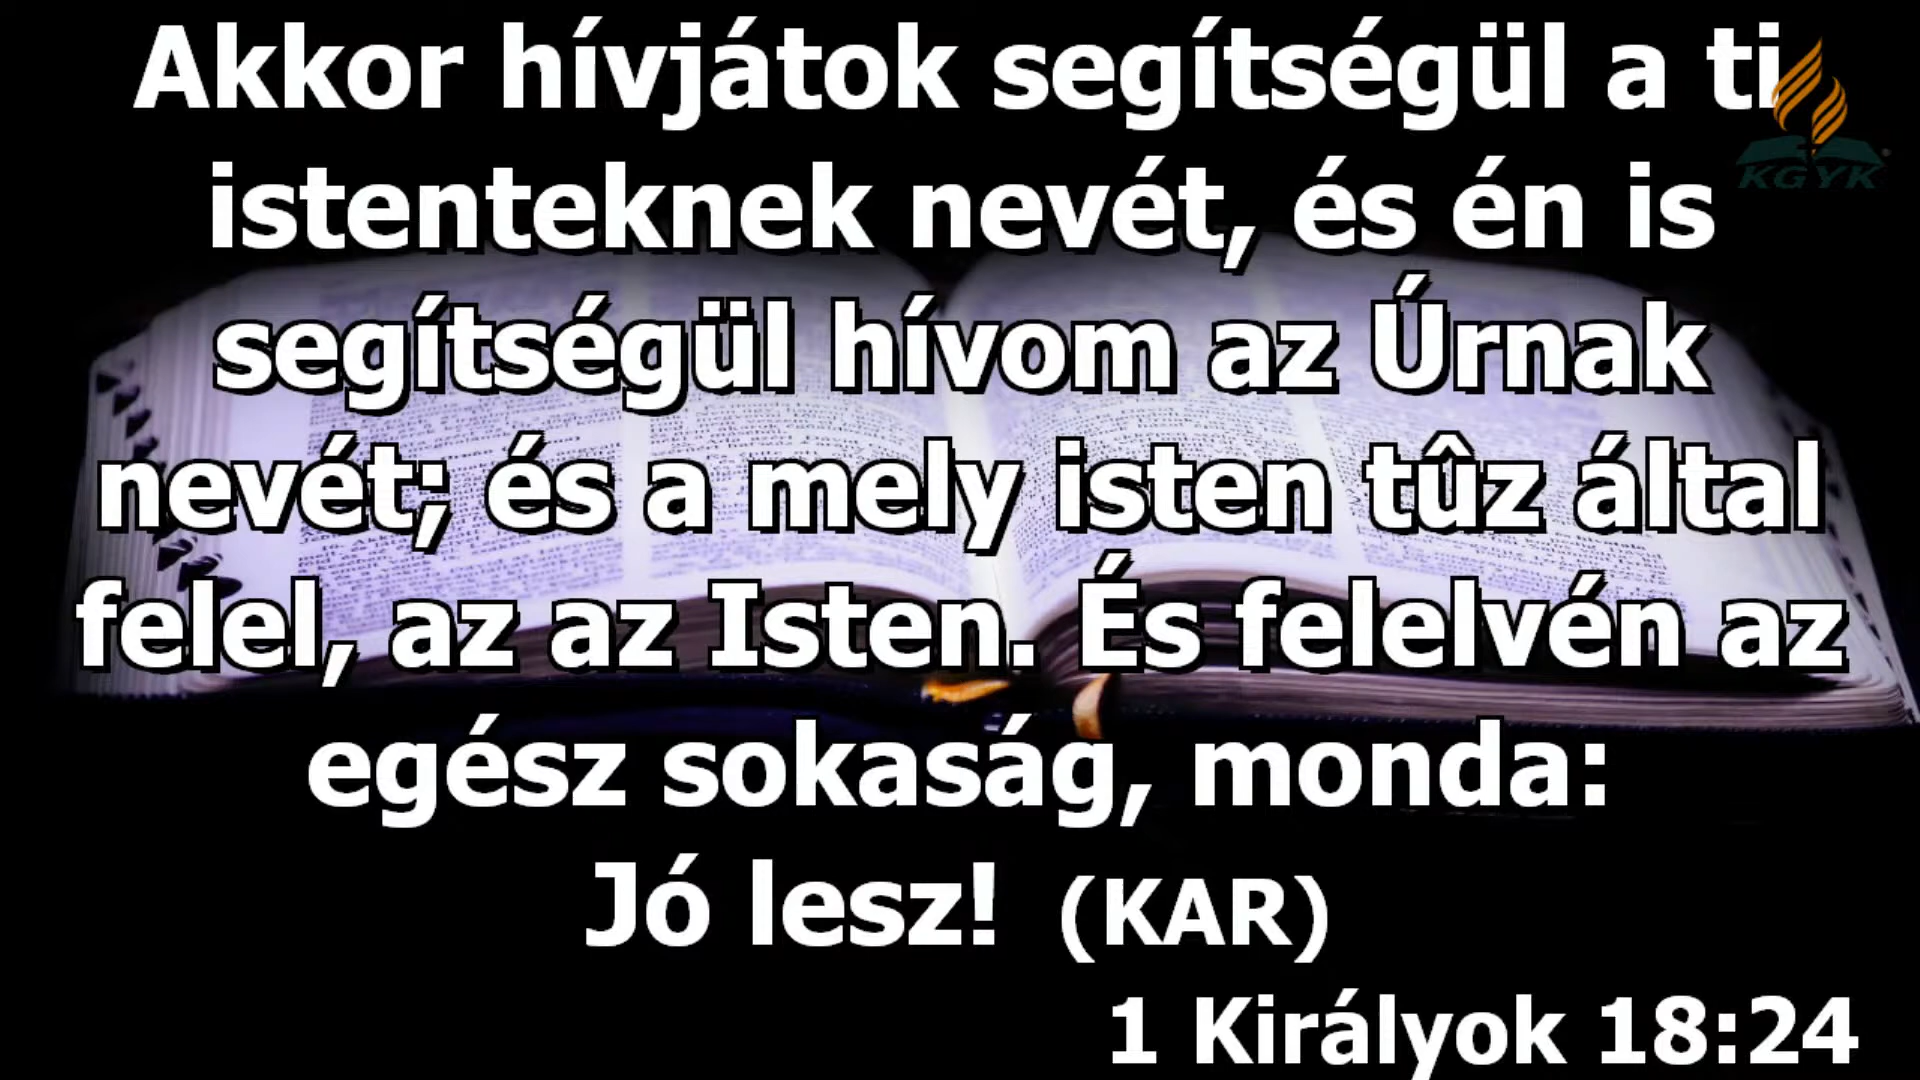 Akkor hívjátok segítségül a ti
istenteknek nevét, és én is
segítségül hívom az Úrnak
nevét; és a mely isten tûz által
felel, az az Isten. És felelvén az
egész sokaság, monda:
Jó lesz! (KAR)
1 Királyok 18:24
KGYK